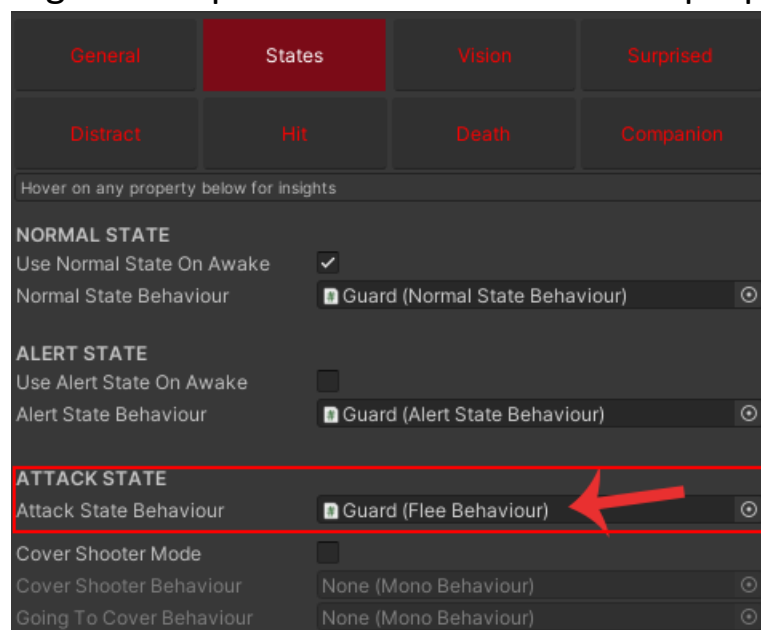 General States Vision Surprised
Distract Hit Death Companion
Hover on any property below for insights
NORMAL STATE
Use Normal State On Awake
Normal State Behaviour Guard (Normal State Behaviour)
ALERT STATE
Use Alert State On Awake
Alert State Behaviour Guard (Alert State Behaviour)
ATTACK STATE
Attack State Behaviour Guard (Flee Behaviour)
Cover Shooter Mode
Cover Shooter Behaviour None (Mono Behaviour)
Going To Cover Behaviour None (Mono Behaviour)